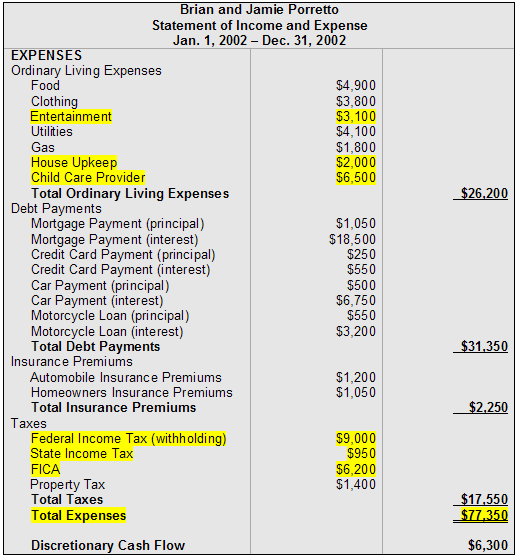 Brian and Jamie Porretto
Statement of Income and Expense
Jan. 1, 2002 – Dec. 31, 2002
EXPENSES
Ordinary Living Expenses
Food $4,900
Clothing $3,800
Entertainment $3,100
Utilities $4,100
Gas $1,800
House Upkeep $2,000
Child Care Provider $6,500
Total Ordinary Living Expenses $26,200
Debt Payments
Mortgage Payment (principal) $1,050
Mortgage Payment (interest) $18,500
Credit Card Payment (principal) $250
Credit Card Payment (interest) $550
Car Payment (principal) $500
Car Payment (interest) $6,750
Motorcycle Loan (principal) $550
Motorcycle Loan (interest) $3,200
Total Debt Payments $31,350
Insurance Premiums
Automobile Insurance Premiums $1,200
Homeowners Insurance Premiums $1,050
Total Insurance Premiums $2,250
Taxes
Federal Income Tax (withholding) $9,000
State Income Tax $950
FICA $6,200
Property Tax $1,400
Total Taxes $17,550
Total Expenses $77,350
Discretionary Cash Flow $6,300